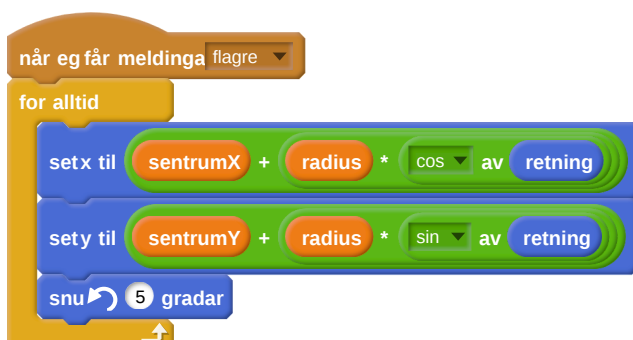 når eg får meldinga flagre
for alltid
set x til sentrumX + radius * cos av retning
set y til sentrumY + radius * sin av retning
snu 5 gradar